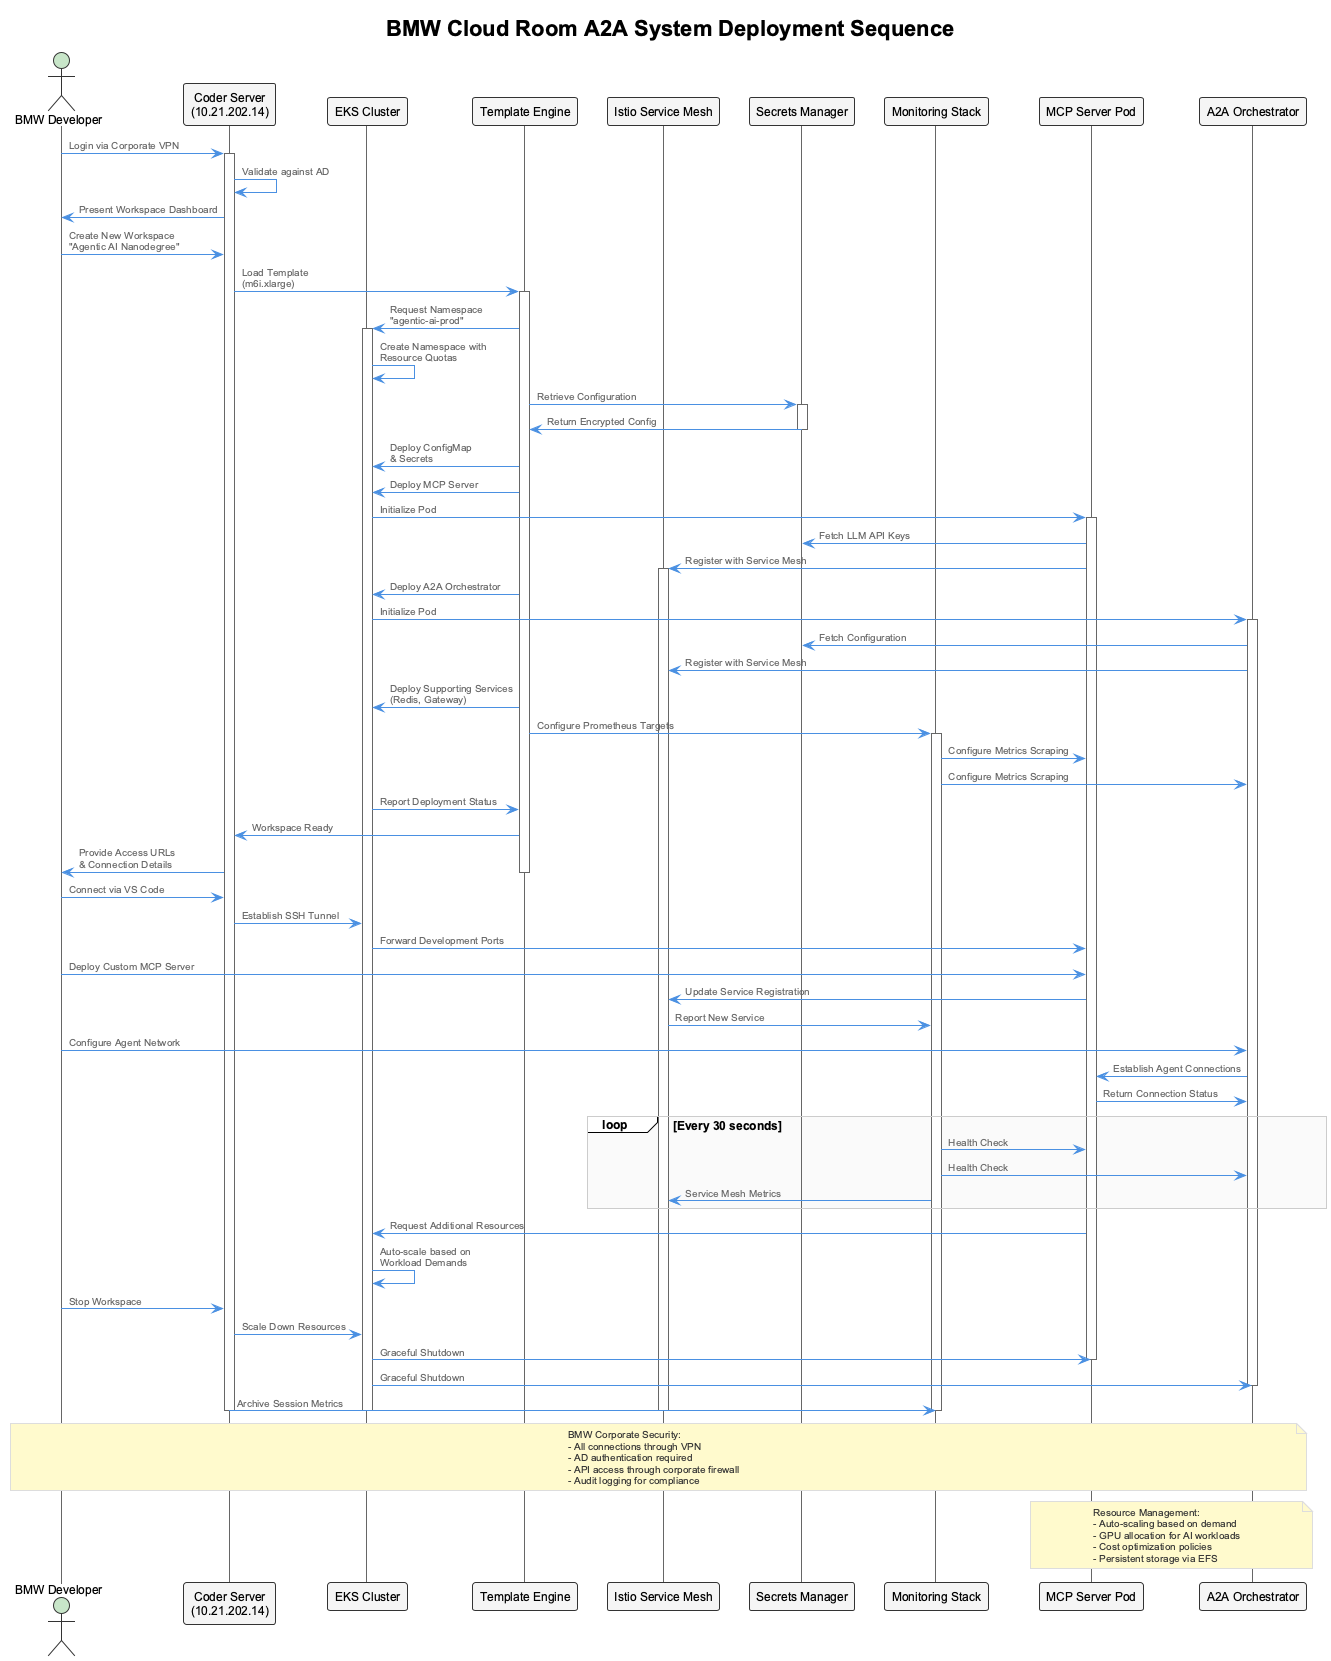 BMW Cloud Room A2A System Deployment Sequence
BMW Developer
Coder Server
(10.21.202.14)
EKS Cluster
Template Engine
Istio Service Mesh
Secrets Manager
Monitoring Stack
MCP Server Pod
A2A Orchestrator
Login via Corporate VPN
Validate against AD
Present Workspace Dashboard
Create New Workspace
"Agentic AI Nanodegree"
Load Template
(m6i.xlarge)
Request Namespace
"agentic-ai-prod"
Create Namespace with
Resource Quotas
Retrieve Configuration
Return Encrypted Config
Deploy ConfigMap
& Secrets
Deploy MCP Server
Initialize Pod
Fetch LLM API Keys
Register with Service Mesh
Deploy A2A Orchestrator
Initialize Pod
Fetch Configuration
Register with Service Mesh
Deploy Supporting Services
(Redis, Gateway)
Configure Prometheus Targets
Configure Metrics Scraping
Configure Metrics Scraping
Report Deployment Status
Workspace Ready
Provide Access URLs
& Connection Details
Connect via VS Code
Establish SSH Tunnel
Forward Development Ports
Deploy Custom MCP Server
Update Service Registration
Report New Service
Configure Agent Network
Establish Agent Connections
Return Connection Status
loop [Every 30 seconds]
Health Check
Health Check
Service Mesh Metrics
Request Additional Resources
Auto-scale based on
Workload Demands
Stop Workspace
Scale Down Resources
Graceful Shutdown
Graceful Shutdown
Archive Session Metrics
BMW Corporate Security:
- All connections through VPN
- AD authentication required
- API access through corporate firewall
- Audit logging for compliance
Resource Management:
- Auto-scaling based on demand
- GPU allocation for AI workloads
- Cost optimization policies
- Persistent storage via EFS
BMW Developer
Coder Server
(10.21.202.14)
EKS Cluster
Template Engine
Istio Service Mesh
Secrets Manager
Monitoring Stack
MCP Server Pod
A2A Orchestrator